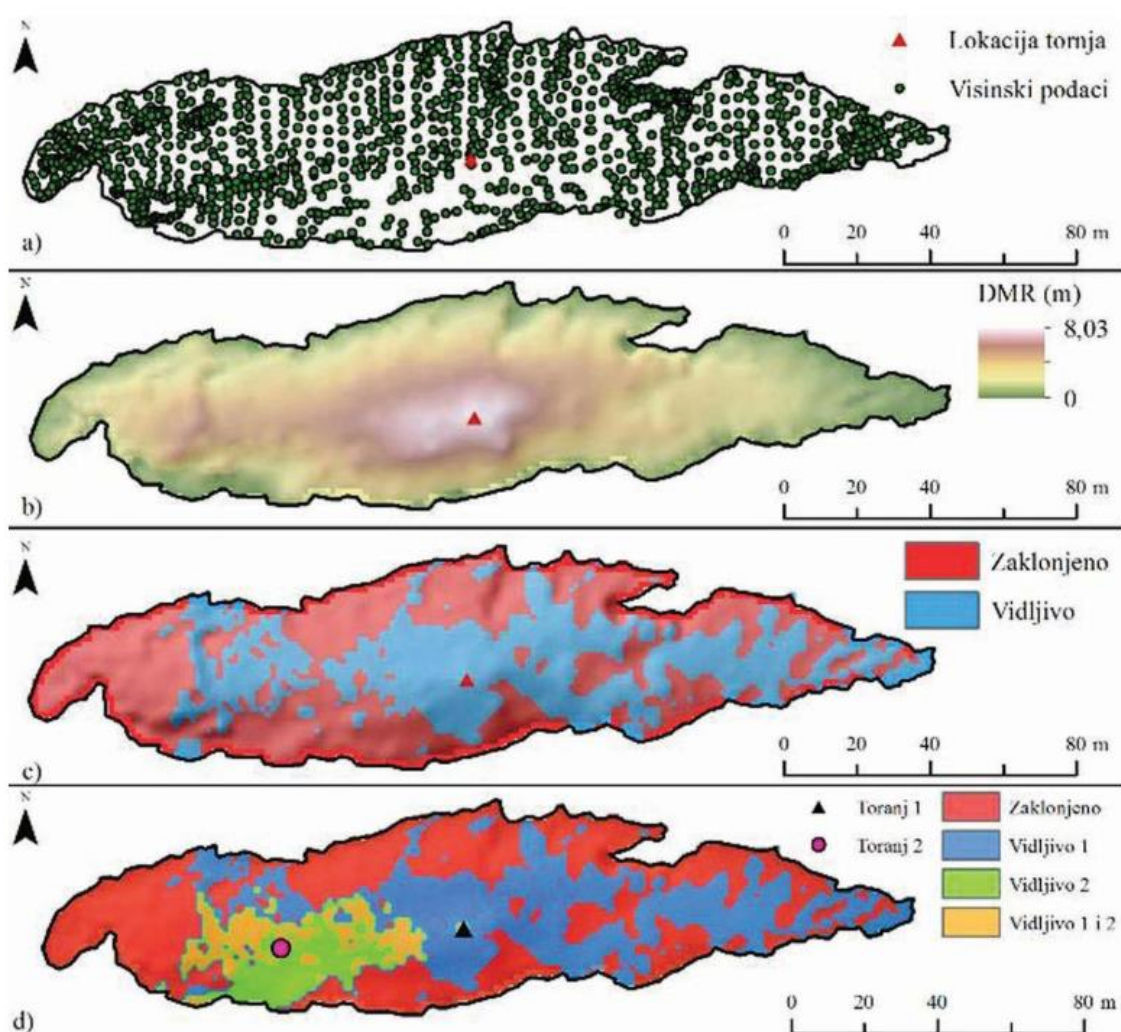 N
Lokacija tornja
Visinski podaci
0 20 40 80 m
a)
N
DMR (m)
8,03
0
0 20 40 80 m
b)
N
Zaklonjeno
Vidljivo
0 20 40 80 m
c)
N
Toranj 1
Toranj 2
Zaklonjeno
Vidljivo 1
Vidljivo 2
Vidljivo 1 i 2
0 20 40 80 m
d)